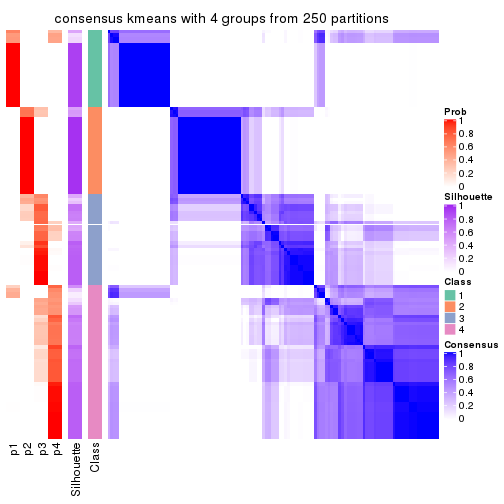 consensus kmeans with 4 groups from 250 partitions
Prob
1
0.8
0.6
0.4
0.2
0
Silhouette
1
0.8
0.6
0.4
0.2
0
Class
1
2
3
4
Consensus
1
0.8
0.6
0.4
0.2
0
p1
p2
p3
p4
Silhouette
Class